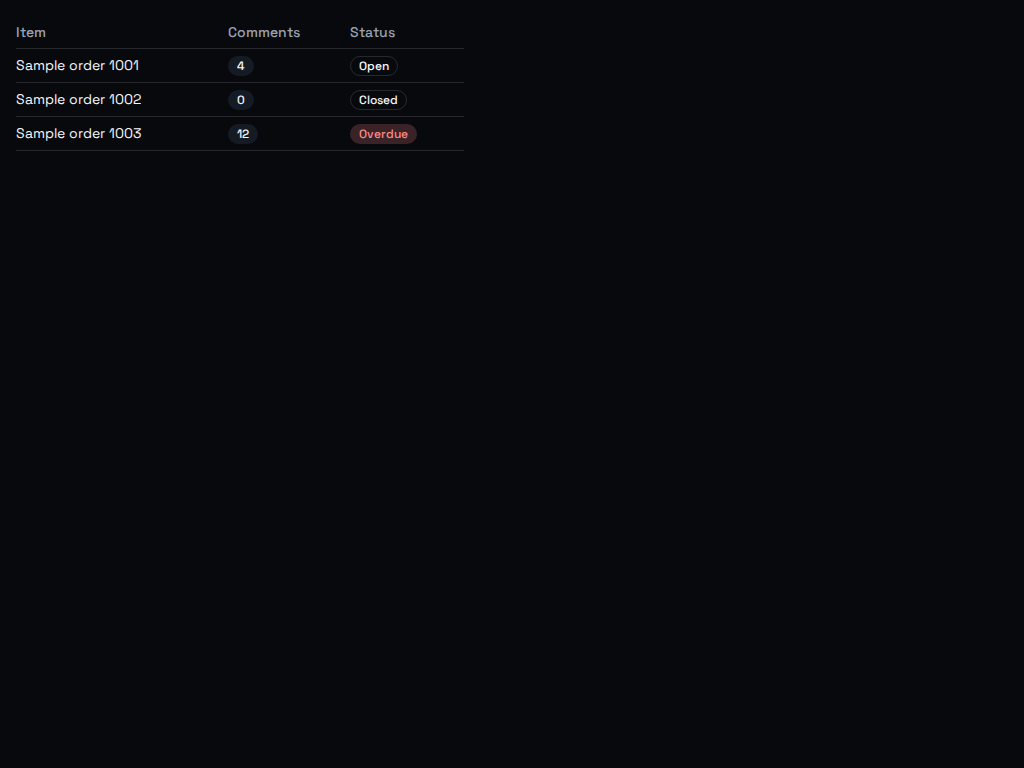 Item Comments Status
Sample order 1001 4 Open
Sample order 1002 0 Closed
Sample order 1003 12 Overdue